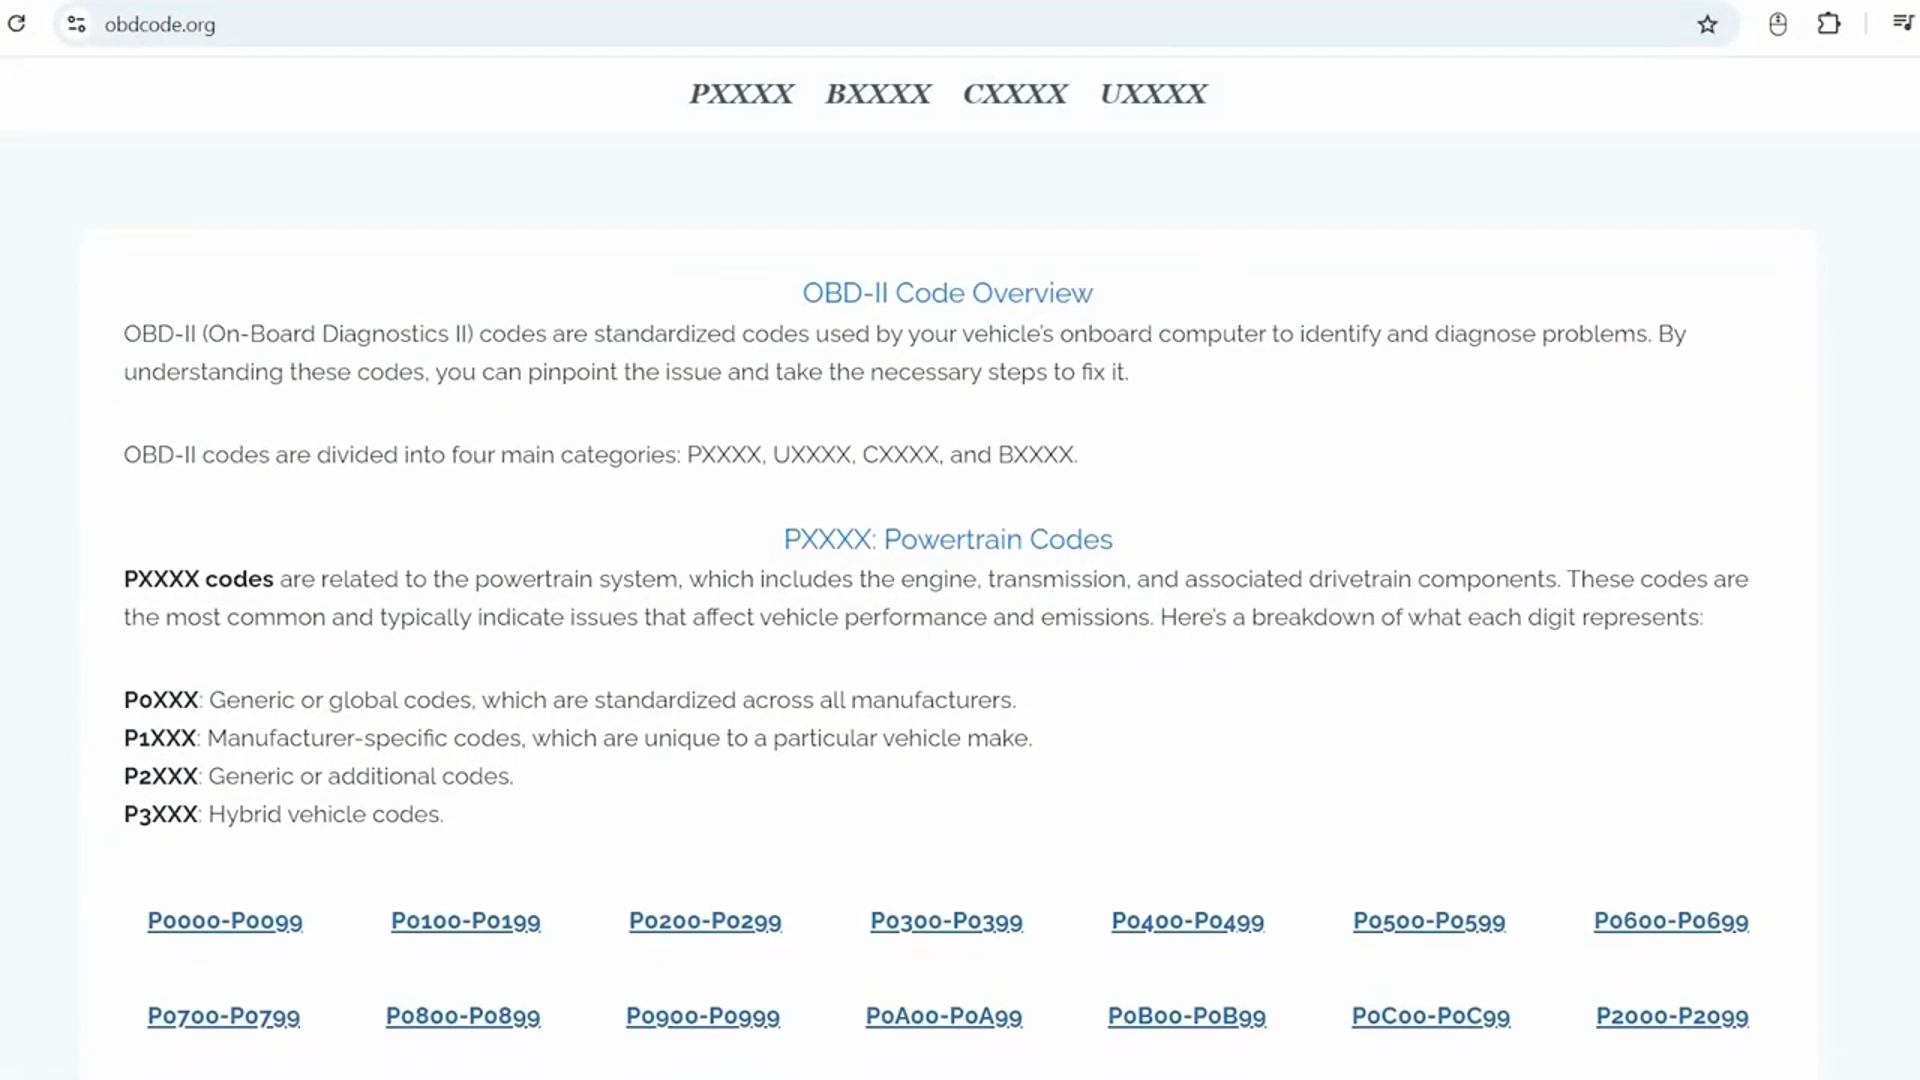 obdcode.org
PXXXX BXXXX CXXXX UXXXX
OBD-II Code Overview
OBD-II (On-Board Diagnostics II) codes are standardized codes used by your vehicle's onboard computer to identify and diagnose problems. By
understanding these codes, you can pinpoint the issue and take the necessary steps to fix it.
OBD-II codes are divided into four main categories: PXXXX, UXXXX, CXXXX, and BXXXX.
PXXXX: Powertrain Codes
PXXXX codes are related to the powertrain system, which includes the engine, transmission, and associated drivetrain components. These codes are
the most common and typically indicate issues that affect vehicle performance and emissions. Here's a breakdown of what each digit represents:
P0XXX: Generic or global codes, which are standardized across all manufacturers.
P1XXX: Manufacturer-specific codes, which are unique to a particular vehicle make.
P2XXX: Generic or additional codes.
P3XXX: Hybrid vehicle codes.
P0000-P0099 P0100-P0199 P0200-P0299 P0300-P0399 P0400-P0499 P0500-P0599 P0600-P0699
P0700-P0799 P0800-P0899 P0900-P0999 P0A00-P0A99 P0B00-P0B99 P0C00-P0C99 P2000-P2099